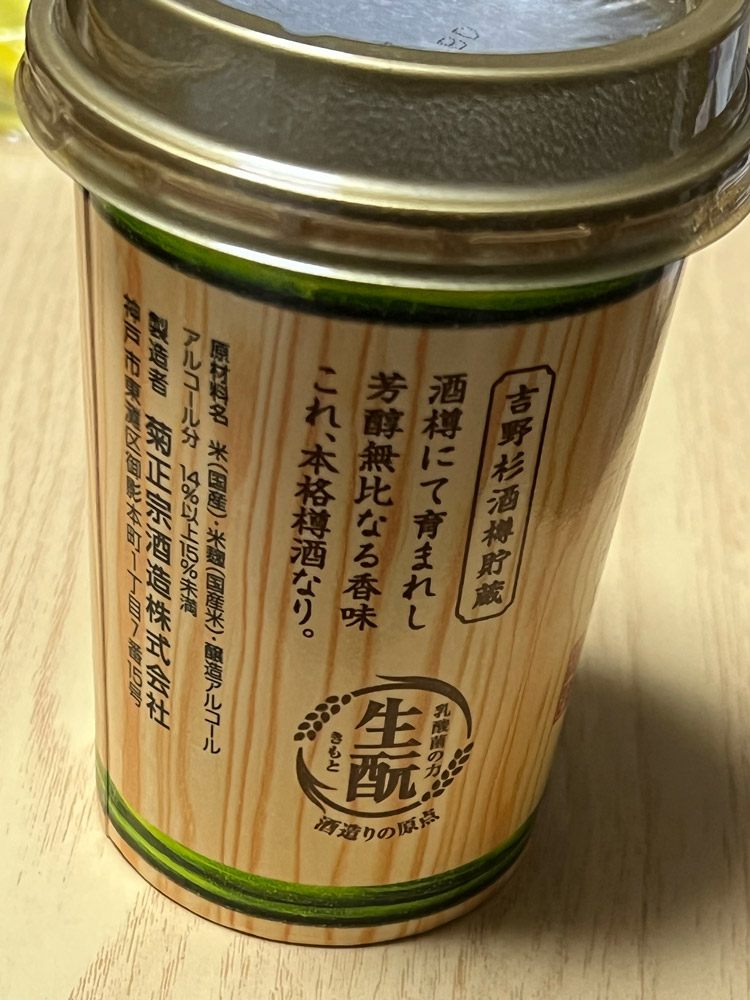 吉野杉酒樽貯蔵
酒樽にて育まれし
芳醇無比なる香味
これ、本格樽酒なり。
乳酸菌の力
生酛
きもと
酒造りの原点
原材料名 米(国産)・米麹(国産米)・醸造アルコール
アルコール分 14%以上15%未満
製造者 菊正宗酒造株式会社
神戸市東灘区御影本町1丁目7番15号